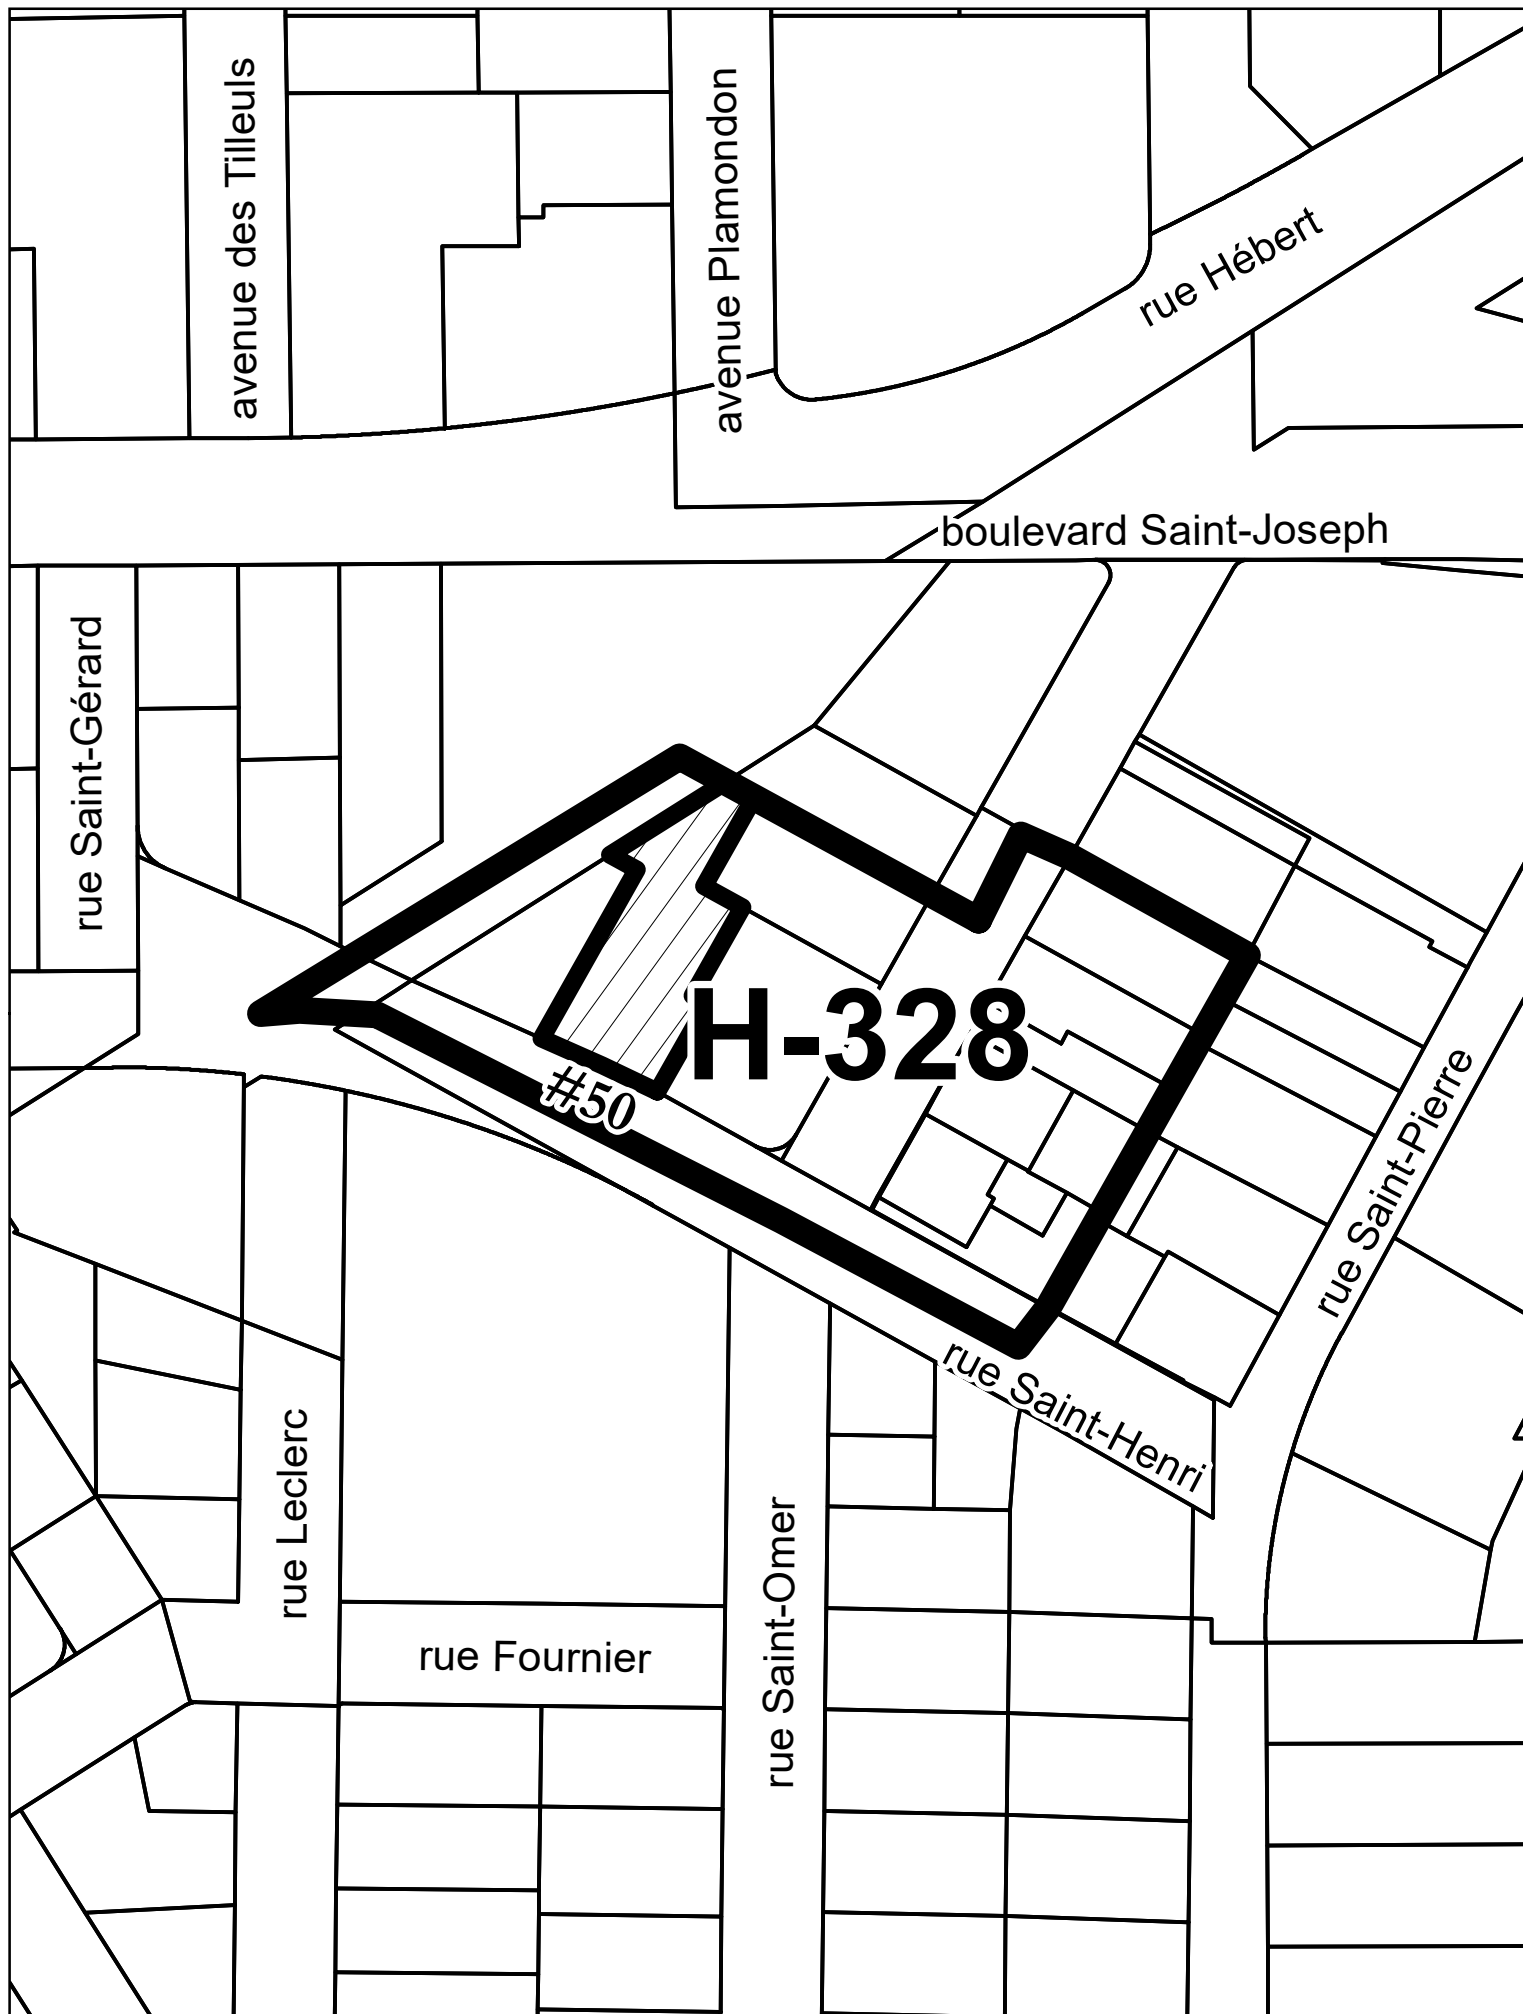 avenue des Tilleuls
avenue Plamondon
rue Hébert
boulevard Saint-Joseph
rue Saint-Gérard
H-328
#50
rue Saint-Pierre
rue Saint-Henri
rue Leclerc
rue Saint-Omer
rue Fournier